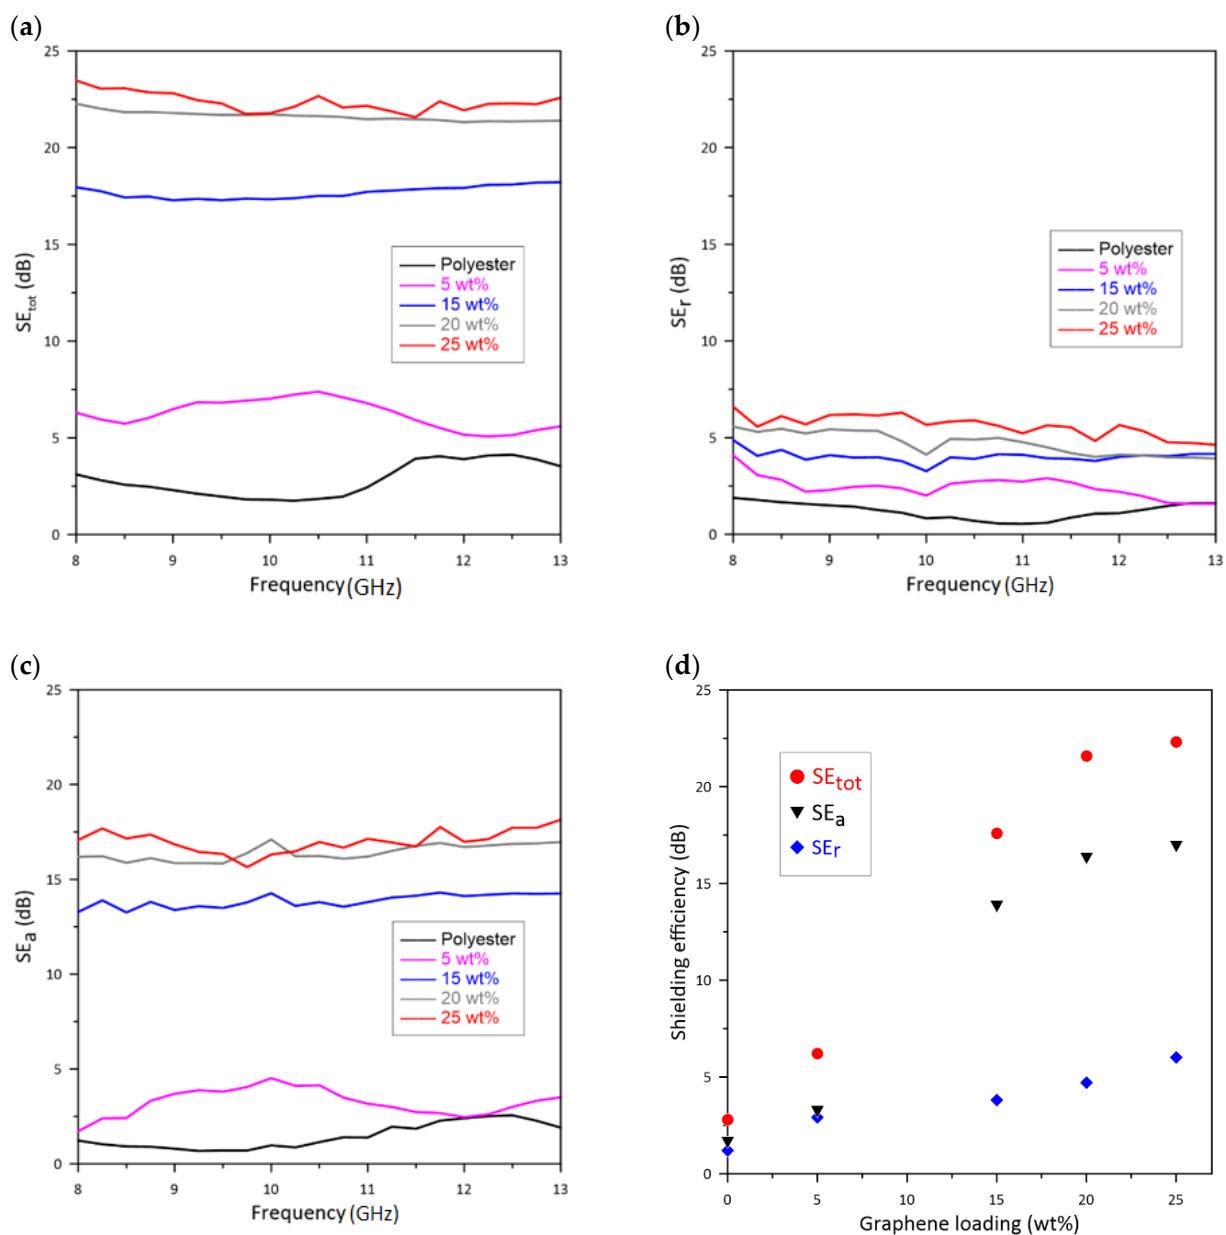 (a)
25
20
15
10
5
0
SEtot (dB)
Polyester
5 wt%
15 wt%
20 wt%
25 wt%
8 9 10 11 12 13
Frequency (GHz)
(b)
25
20
15
10
5
0
SEr (dB)
Polyester
5 wt%
15 wt%
20 wt%
25 wt%
8 9 10 11 12 13
Frequency (GHz)
(c)
25
20
15
10
5
0
SEa (dB)
Polyester
5 wt%
15 wt%
20 wt%
25 wt%
8 9 10 11 12 13
Frequency (GHz)
(d)
25
20
15
10
5
0
Shielding efficiency (dB)
SEtot
SEa
SEr
0 5 10 15 20 25
Graphene loading (wt%)